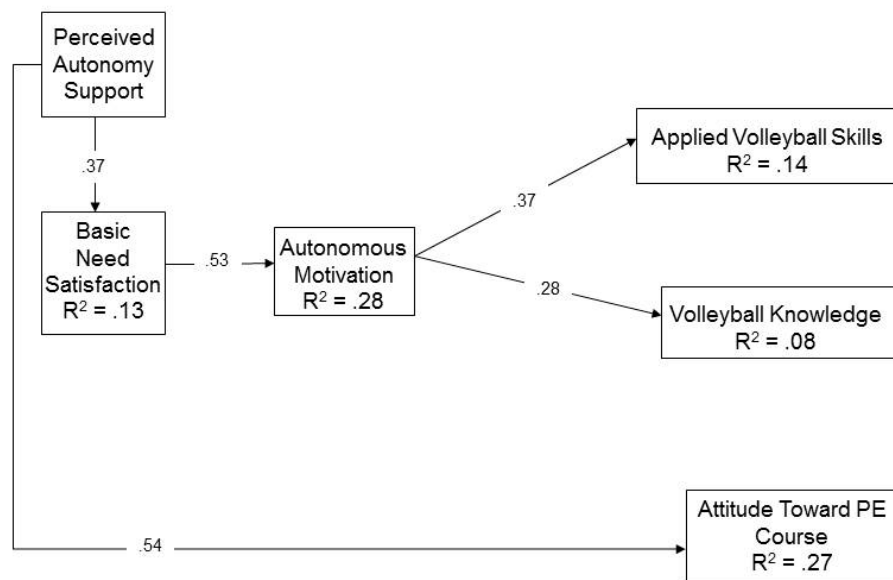 Perceived
Autonomy
Support
.37
Basic
Need
Satisfaction
R² = .13
.53
Autonomous
Motivation
R² = .28
.37
Applied Volleyball Skills
R² = .14
.28
Volleyball Knowledge
R² = .08
.54
Attitude Toward PE
Course
R² = .27